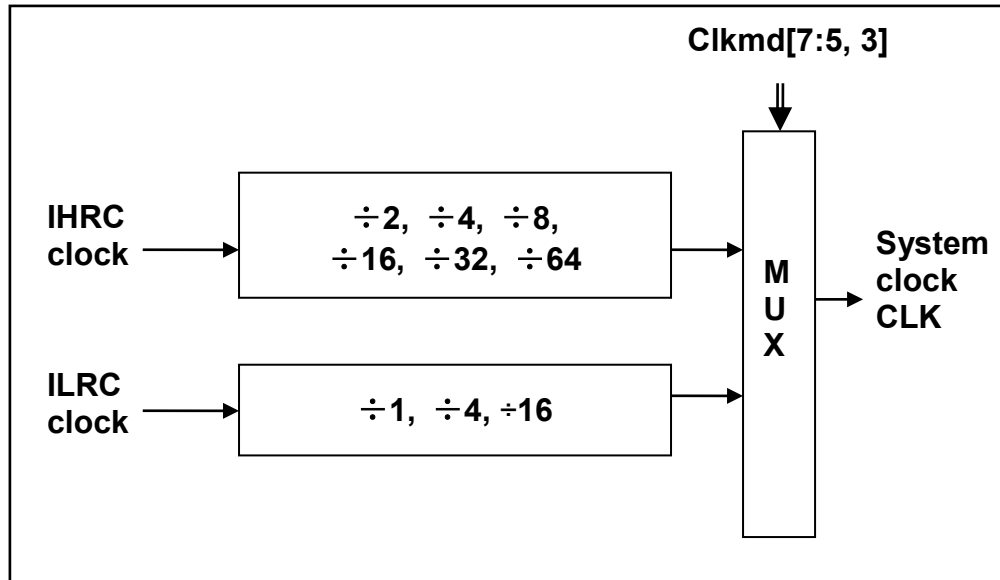 Clkmd[7:5, 3]
IHRC
clock
÷2, ÷4, ÷8,
÷16, ÷32, ÷64
M
U
X
System
clock
CLK
ILRC
clock
÷1, ÷4, ÷16